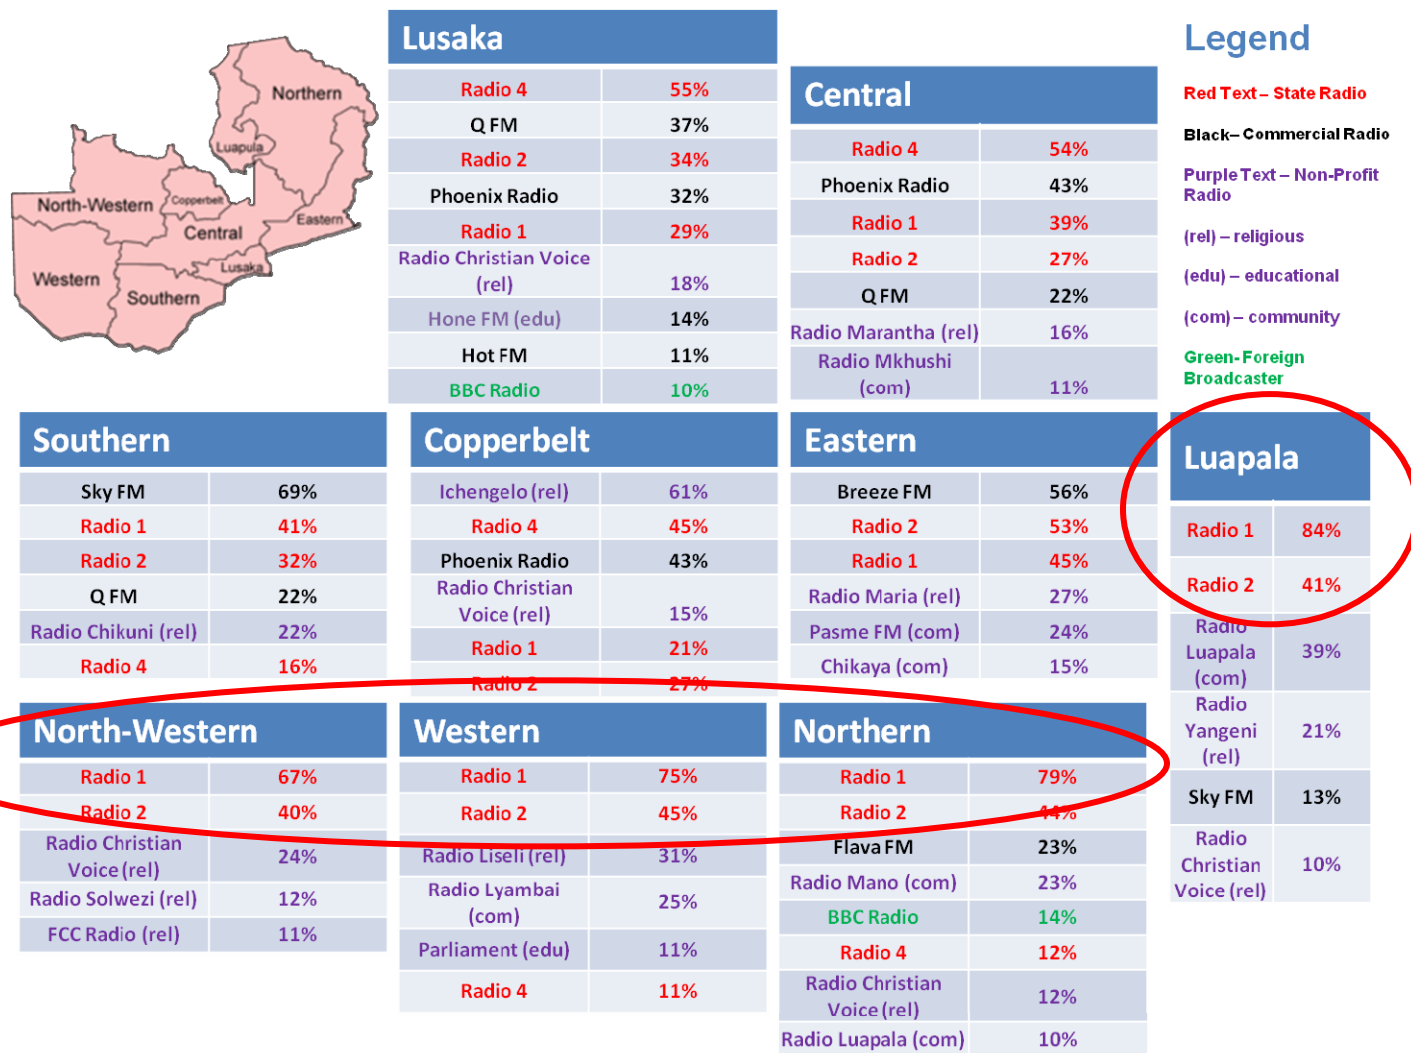 Northern
Luapula
North-Western
Copperbelt
Central
Eastern
Western
Lusaka
Southern
Lusaka
Radio 4 55%
Q FM 37%
Radio 2 34%
Phoenix Radio 32%
Radio 1 29%
Radio Christian Voice
(rel) 18%
Hone FM (edu) 14%
Hot FM 11%
BBC Radio 10%
Central
Radio 4 54%
Phoenix Radio 43%
Radio 1 39%
Radio 2 27%
Q FM 22%
Radio Marantha (rel) 16%
Radio Mkhushi
(com) 11%
Legend
Red Text – State Radio
Black– Commercial Radio
Purple Text – Non-Profit
Radio
(rel) – religious
(edu) – educational
(com) – community
Green- Foreign
Broadcaster
Southern
Sky FM 69%
Radio 1 41%
Radio 2 32%
Q FM 22%
Radio Chikuni (rel) 22%
Radio 4 16%
Copperbelt
Ichengelo (rel) 61%
Radio 4 45%
Phoenix Radio 43%
Radio Christian
Voice (rel) 15%
Radio 1 21%
Radio 2 27%
Eastern
Breeze FM 56%
Radio 2 53%
Radio 1 45%
Radio Maria (rel) 27%
Pasme FM (com) 24%
Chikaya (com) 15%
Luapala
Radio 1 84%
Radio 2 41%
Radio
Luapala 39%
(com)
Radio
Yangeni 21%
(rel)
Sky FM 13%
Radio
Christian 10%
Voice (rel)
North-Western
Radio 1 67%
Radio 2 40%
Radio Christian
Voice (rel) 24%
Radio Solwezi (rel) 12%
FCC Radio (rel) 11%
Western
Radio 1 75%
Radio 2 45%
Radio Liseli (rel) 31%
Radio Lyambai
(com) 25%
Parliament (edu) 11%
Radio 4 11%
Northern
Radio 1 79%
Radio 2 44%
Flava FM 23%
Radio Mano (com) 23%
BBC Radio 14%
Radio 4 12%
Radio Christian
Voice (rel) 12%
Radio Luapala (com) 10%